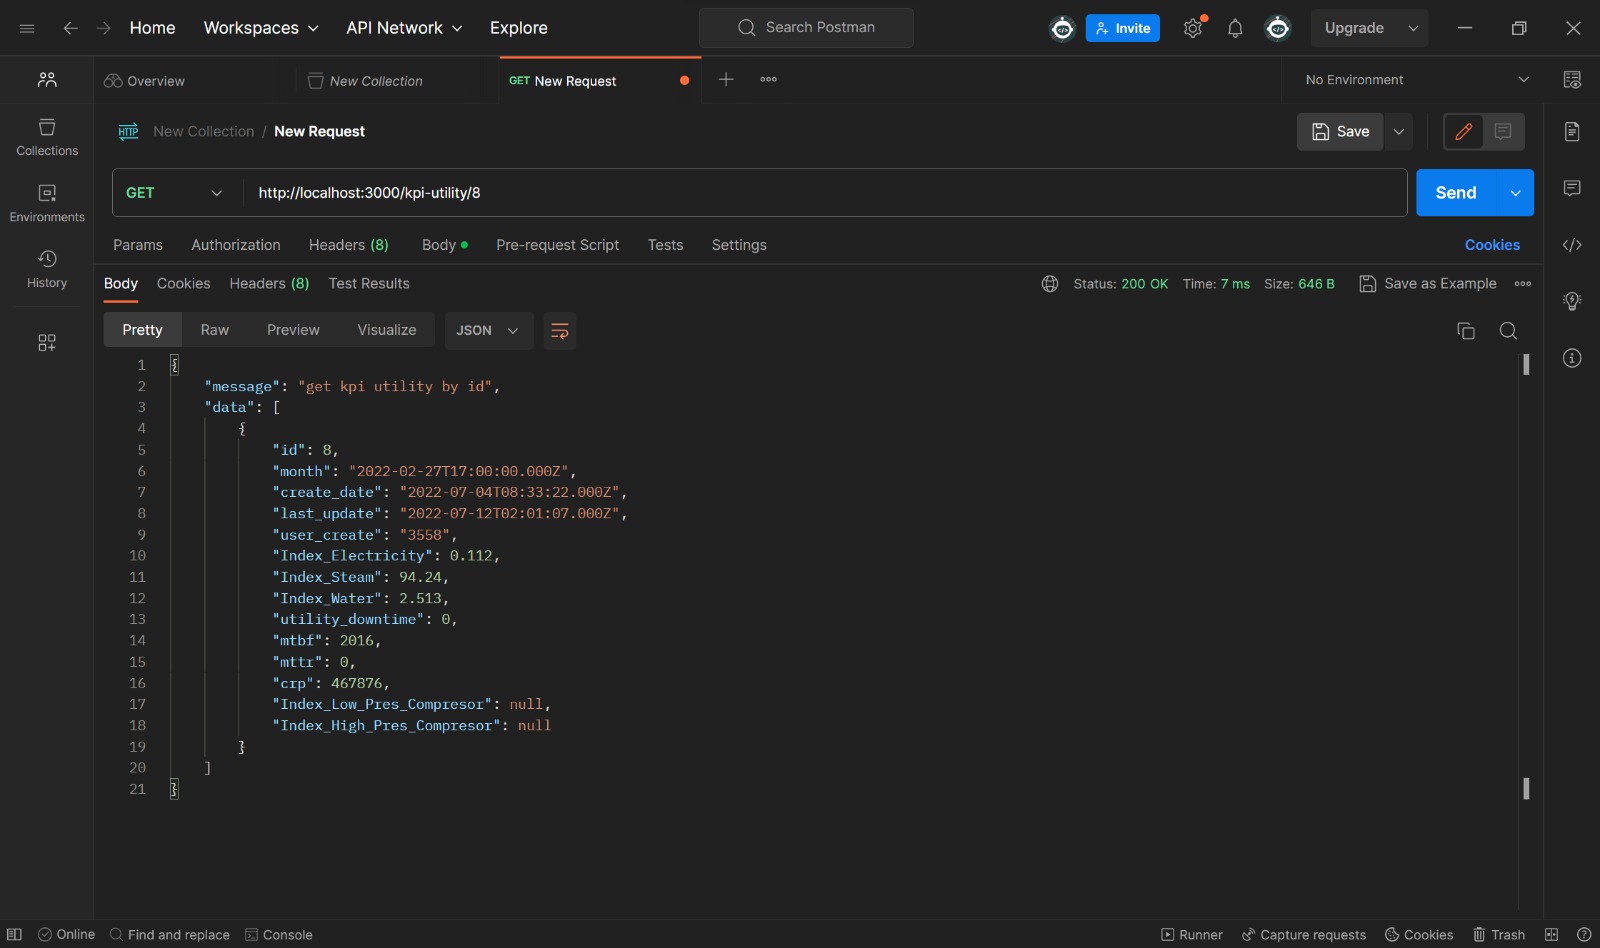 Home Workspaces API Network Explore Search Postman Invite Upgrade
Overview New Collection GET New Request No Environment
HTTP New Collection / New Request Save
Collections
GET http://localhost:3000/kpi-utility/8 Send
Environments
Params Authorization Headers (8) Body Pre-request Script Tests Settings Cookies
History
Body Cookies Headers (8) Test Results Status: 200 OK Time: 7 ms Size: 646 B Save as Example
Pretty Raw Preview Visualize JSON
1 {
2 "message": "get kpi utility by id",
3 "data": [
4 {
5 "id": 8,
6 "month": "2022-02-27T17:00:00.000Z",
7 "create_date": "2022-07-04T08:33:22.000Z",
8 "last_update": "2022-07-12T02:01:07.000Z",
9 "user_create": "3558",
10 "Index_Electricity": 0.112,
11 "Index_Steam": 94.24,
12 "Index_Water": 2.513,
13 "utility_downtime": 0,
14 "mtbf": 2016,
15 "mttr": 0,
16 "crp": 467876,
17 "Index_Low_Pres_Compresor": null,
18 "Index_High_Pres_Compresor": null
19 }
20 ]
21 }
Online Find and replace Console Runner Capture requests Cookies Trash